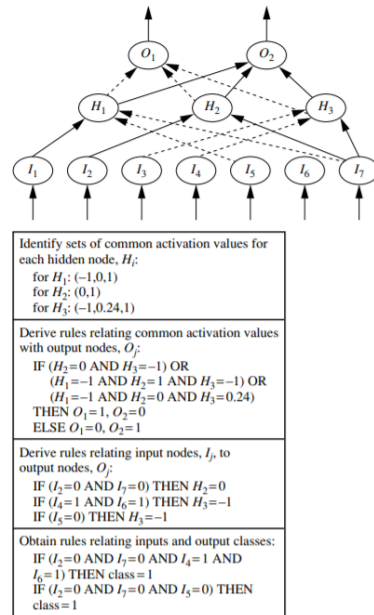 O1 O2
H1 H2 H3
I1 I2 I3 I4 I5 I6 I7
Identify sets of common activation values for
each hidden node, Hi:
for H1: (−1,0,1)
for H2: (0,1)
for H3: (−1,0.24,1)
Derive rules relating common activation values
with output nodes, Oj:
IF (H2=0 AND H3=−1) OR
(H1=−1 AND H2=1 AND H3=−1) OR
(H1=−1 AND H2=0 AND H3=0.24)
THEN O1=1, O2=0
ELSE O1=0, O2=1
Derive rules relating input nodes, Ij, to
output nodes, Oj:
IF (I2=0 AND I7=0) THEN H2=0
IF (I4=1 AND I6=1) THEN H3=−1
IF (I5=0) THEN H3=−1
Obtain rules relating inputs and output classes:
IF (I2=0 AND I7=0 AND I4=1 AND
I6=1) THEN class=1
IF (I2=0 AND I7=0 AND I5=0) THEN
class=1